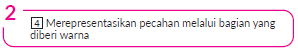 2
4 Merepresentasikan pecahan melalui bagian yang
diberi warna